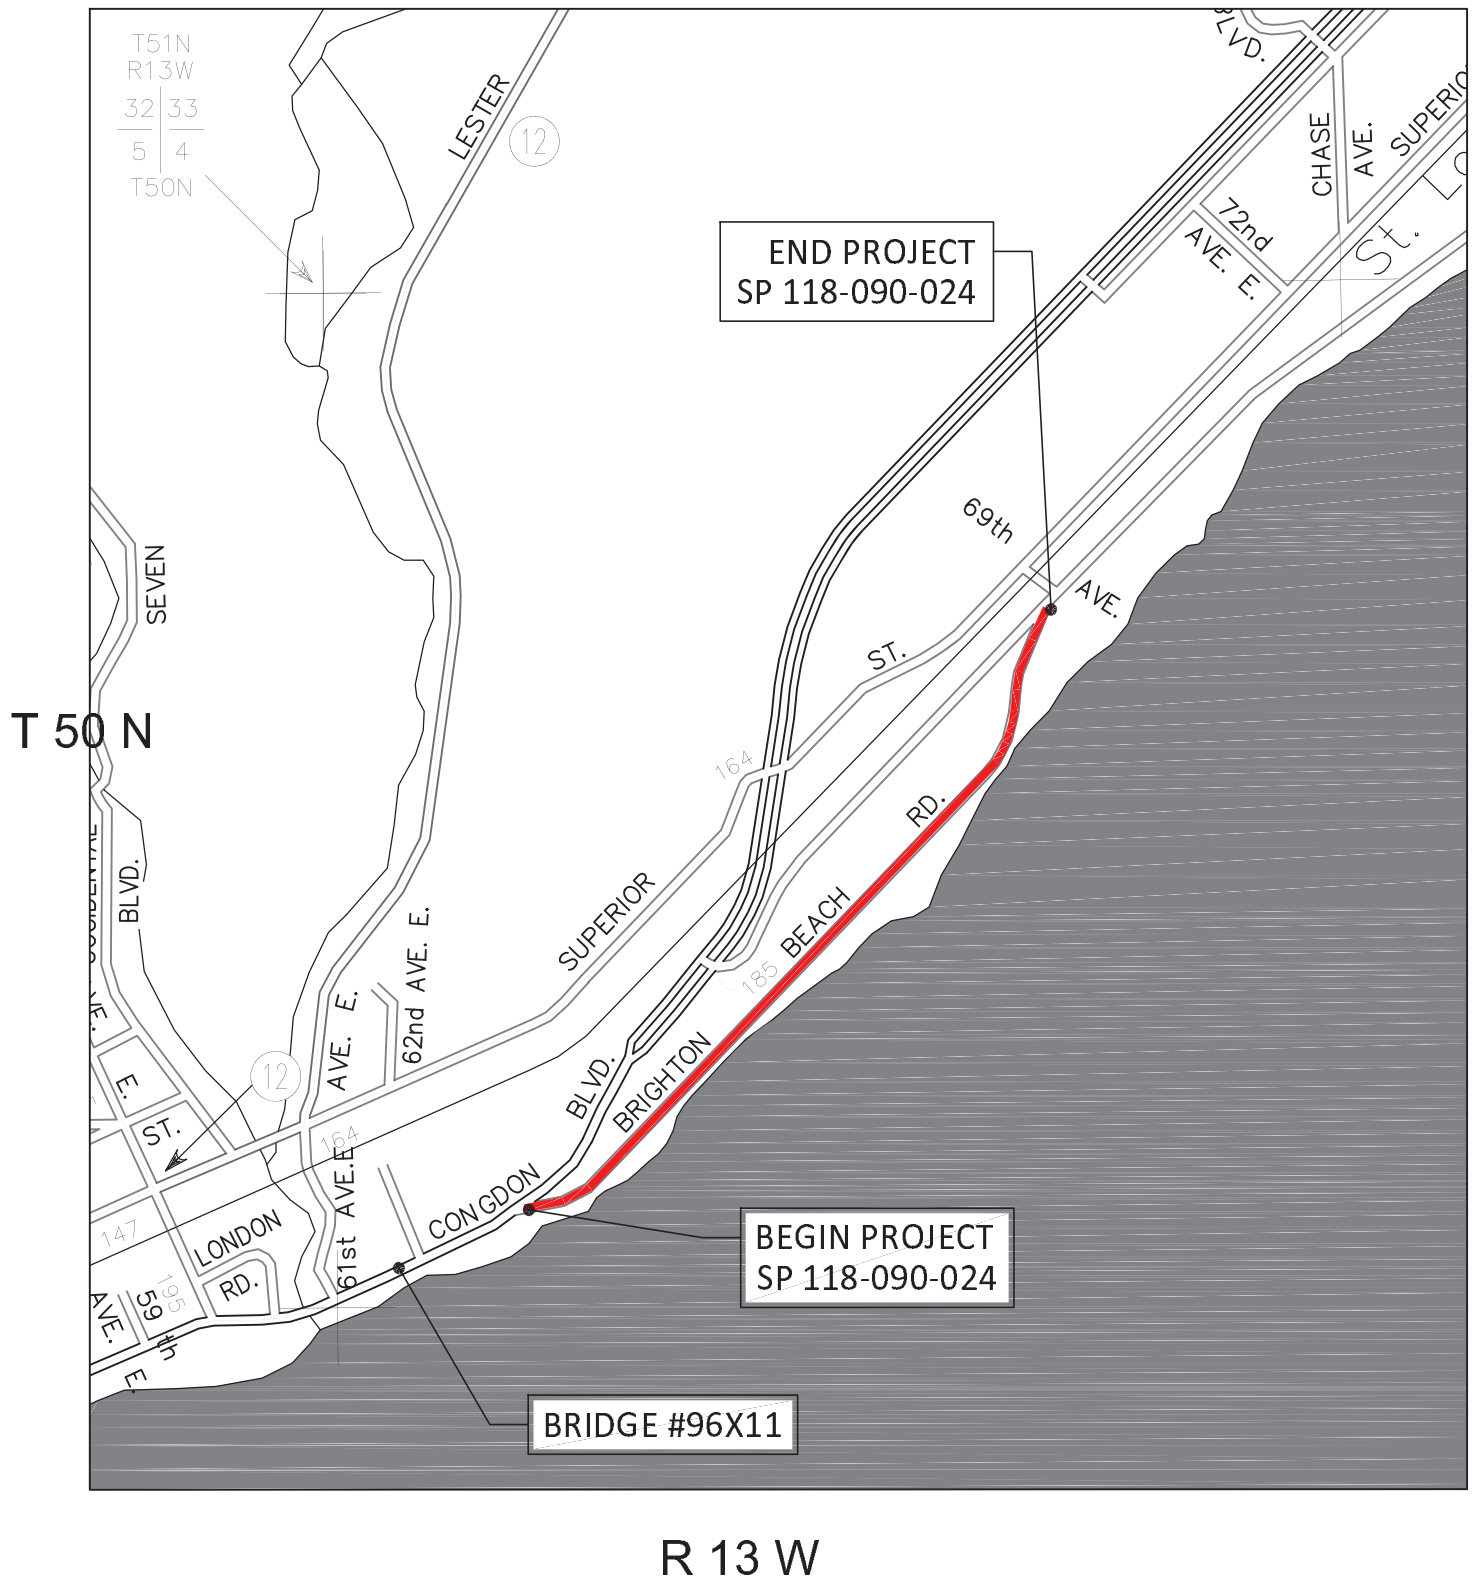 T51N
R13W
32 33
5 4
T50N
LESTER
12
BLVD.
CHASE
AVE.
SUPERIO
St. Lo
72nd
AVE. E.
END PROJECT
SP 118-090-024
69th
AVE.
SEVEN
ST.
T 50 N
164
RD.
BLVD.
SUPERIOR
BEACH
185
62nd AVE. E.
AVE. E.
BRIGHTON
BLVD.
12
E.
ST.
164
61st AVE.E.
CONGDON
147
LONDON
RD.
195
BEGIN PROJECT
SP 118-090-024
AVE.
59 th
E.
BRIDGE #96X11
R 13 W